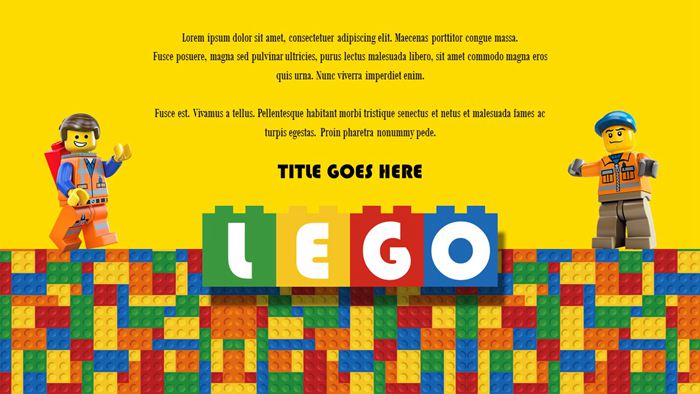 Lorem ipsum dolor sit amet, consectetuer adipiscing elit. Maecenas porttitor congue massa.
Fusce posuere, magna sed pulvinar ultricies, purus lectus malesuada libero, sit amet commodo magna eros
quis urna. Nunc viverra imperdiet enim.
Fusce est. Vivamus a tellus. Pellentesque habitant morbi tristique senectus et netus et malesuada fames ac
turpis egestas. Proin pharetra nonummy pede.
TITLE GOES HERE
LEGO